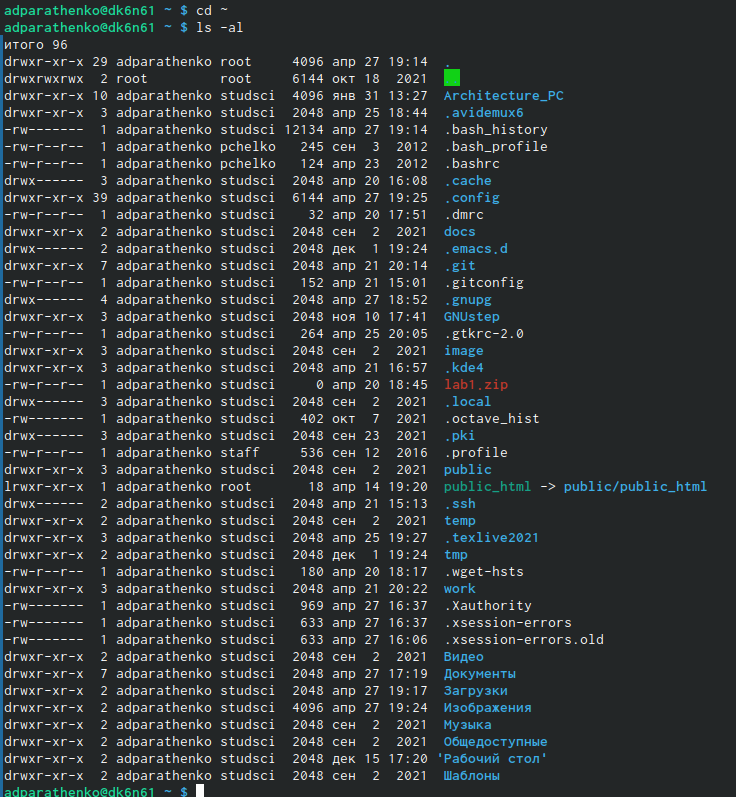 adparathenko@dk6n61 ~ $ cd ~
adparathenko@dk6n61 ~ $ ls -al
итого 96
drwxr-xr-x 29 adparathenko root     4096 апр 27 19:14  .
drwxrwxrwx  2 root         root     6144 окт 18  2021
drwxr-xr-x 10 adparathenko studsci  4096 янв 31 13:27  Architecture_PC
drwxr-xr-x  3 adparathenko studsci  2048 апр 25 18:44  .avidemux6
-rw-------  1 adparathenko studsci 12134 апр 27 19:14  .bash_history
-rw-r--r--  1 adparathenko pchelko   245 сен  3  2012  .bash_profile
-rw-r--r--  1 adparathenko pchelko   124 апр 23  2012  .bashrc
drwx------  3 adparathenko studsci  2048 апр 20 16:08  .cache
drwxr-xr-x 39 adparathenko studsci  6144 апр 27 19:25  .config
-rw-r--r--  1 adparathenko studsci    32 апр 20 17:51  .dmrc
drwxr-xr-x  2 adparathenko studsci  2048 сен  2  2021  docs
drwx------  2 adparathenko studsci  2048 дек  1 19:24  .emacs.d
drwxr-xr-x  7 adparathenko studsci  2048 апр 21 20:14  .git
-rw-r--r--  1 adparathenko studsci   152 апр 21 15:01  .gitconfig
drwx------  4 adparathenko studsci  2048 апр 27 18:52  .gnupg
drwxr-xr-x  3 adparathenko studsci  2048 ноя 10 17:41  GNUstep
-rw-r--r--  1 adparathenko studsci   264 апр 25 20:05  .gtkrc-2.0
drwxr-xr-x  3 adparathenko studsci  2048 сен  2  2021  image
drwxr-xr-x  3 adparathenko studsci  2048 апр 21 16:57  .kde4
-rw-r--r--  1 adparathenko studsci     0 апр 20 18:45  lab1.zip
drwx------  3 adparathenko studsci  2048 сен  2  2021  .local
-rw-------  1 adparathenko studsci   402 окт  7  2021  .octave_hist
drwx------  3 adparathenko studsci  2048 сен 23  2021  .pki
-rw-r--r--  1 adparathenko staff     536 сен 12  2016  .profile
drwxr-xr-x  3 adparathenko studsci  2048 сен  2  2021  public
lrwxr-xr-x  1 adparathenko root       18 апр 14 19:20  public_html -> public/public_html
drwx------  2 adparathenko studsci  2048 апр 21 15:13  .ssh
drwxr-xr-x  2 adparathenko studsci  2048 сен  2  2021  temp
drwxr-xr-x  3 adparathenko studsci  2048 апр 25 19:27  .texlive2021
drwxr-xr-x  2 adparathenko studsci  2048 дек  1 19:24  tmp
-rw-r--r--  1 adparathenko studsci   180 апр 20 18:17  .wget-hsts
drwxr-xr-x  3 adparathenko studsci  2048 апр 21 20:22  work
-rw-------  1 adparathenko studsci   969 апр 27 16:37  .Xauthority
-rw-------  1 adparathenko studsci   633 апр 27 16:37  .xsession-errors
-rw-------  1 adparathenko studsci   633 апр 27 16:06  .xsession-errors.old
drwxr-xr-x  2 adparathenko studsci  2048 сен  2  2021  Видео
drwxr-xr-x  7 adparathenko studsci  2048 апр 27 17:19  Документы
drwxr-xr-x  2 adparathenko studsci  2048 апр 27 19:17  Загрузки
drwxr-xr-x  2 adparathenko studsci  4096 апр 27 19:24  Изображения
drwxr-xr-x  2 adparathenko studsci  2048 сен  2  2021  Музыка
drwxr-xr-x  2 adparathenko studsci  2048 сен  2  2021  Общедоступные
drwxr-xr-x  2 adparathenko studsci  2048 дек 15 17:20 'Рабочий стол'
drwxr-xr-x  2 adparathenko studsci  2048 сен  2  2021  Шаблоны
adparathenko@dk6n61 ~ $